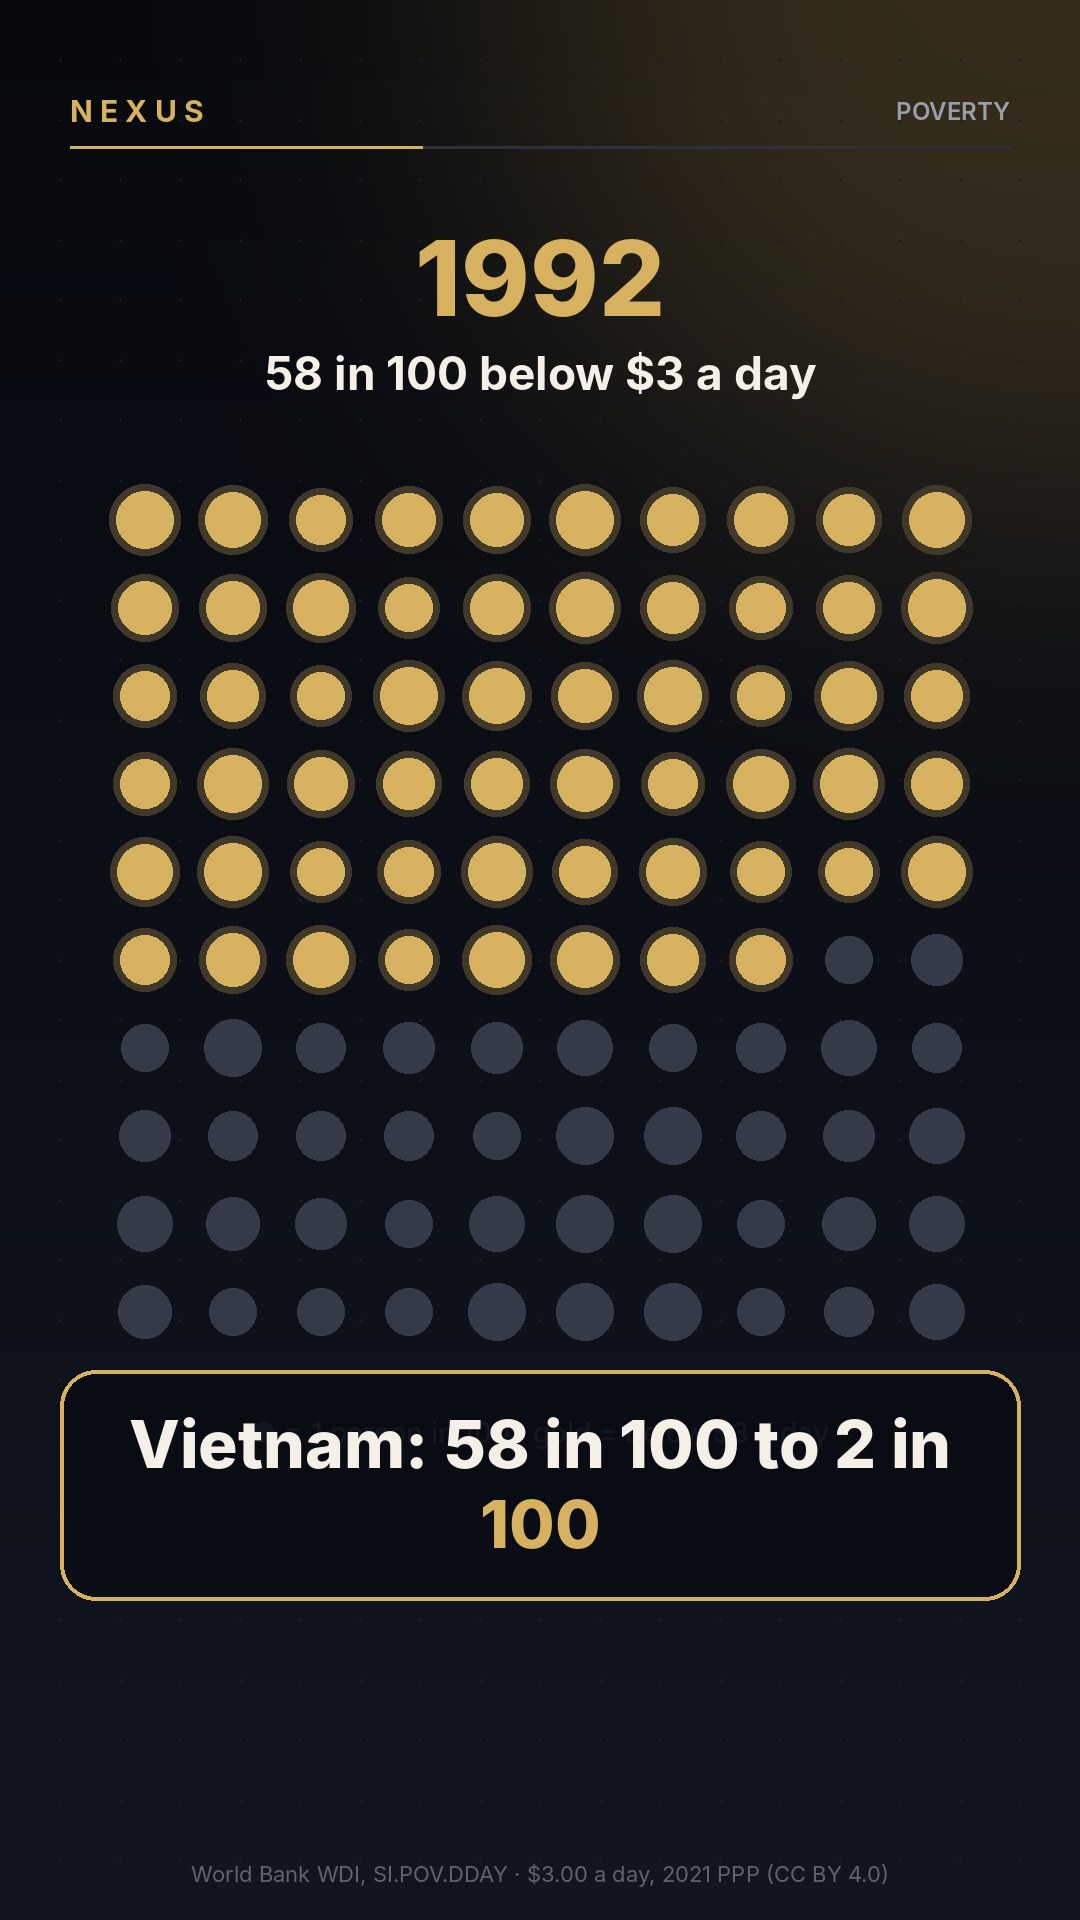 NEXUS
POVERTY
1992
58 in 100 below $3 a day
Vietnam: 58 in 100 to 2 in
100
World Bank WDI, SI.POV.DDAY · $3.00 a day, 2021 PPP (CC BY 4.0)